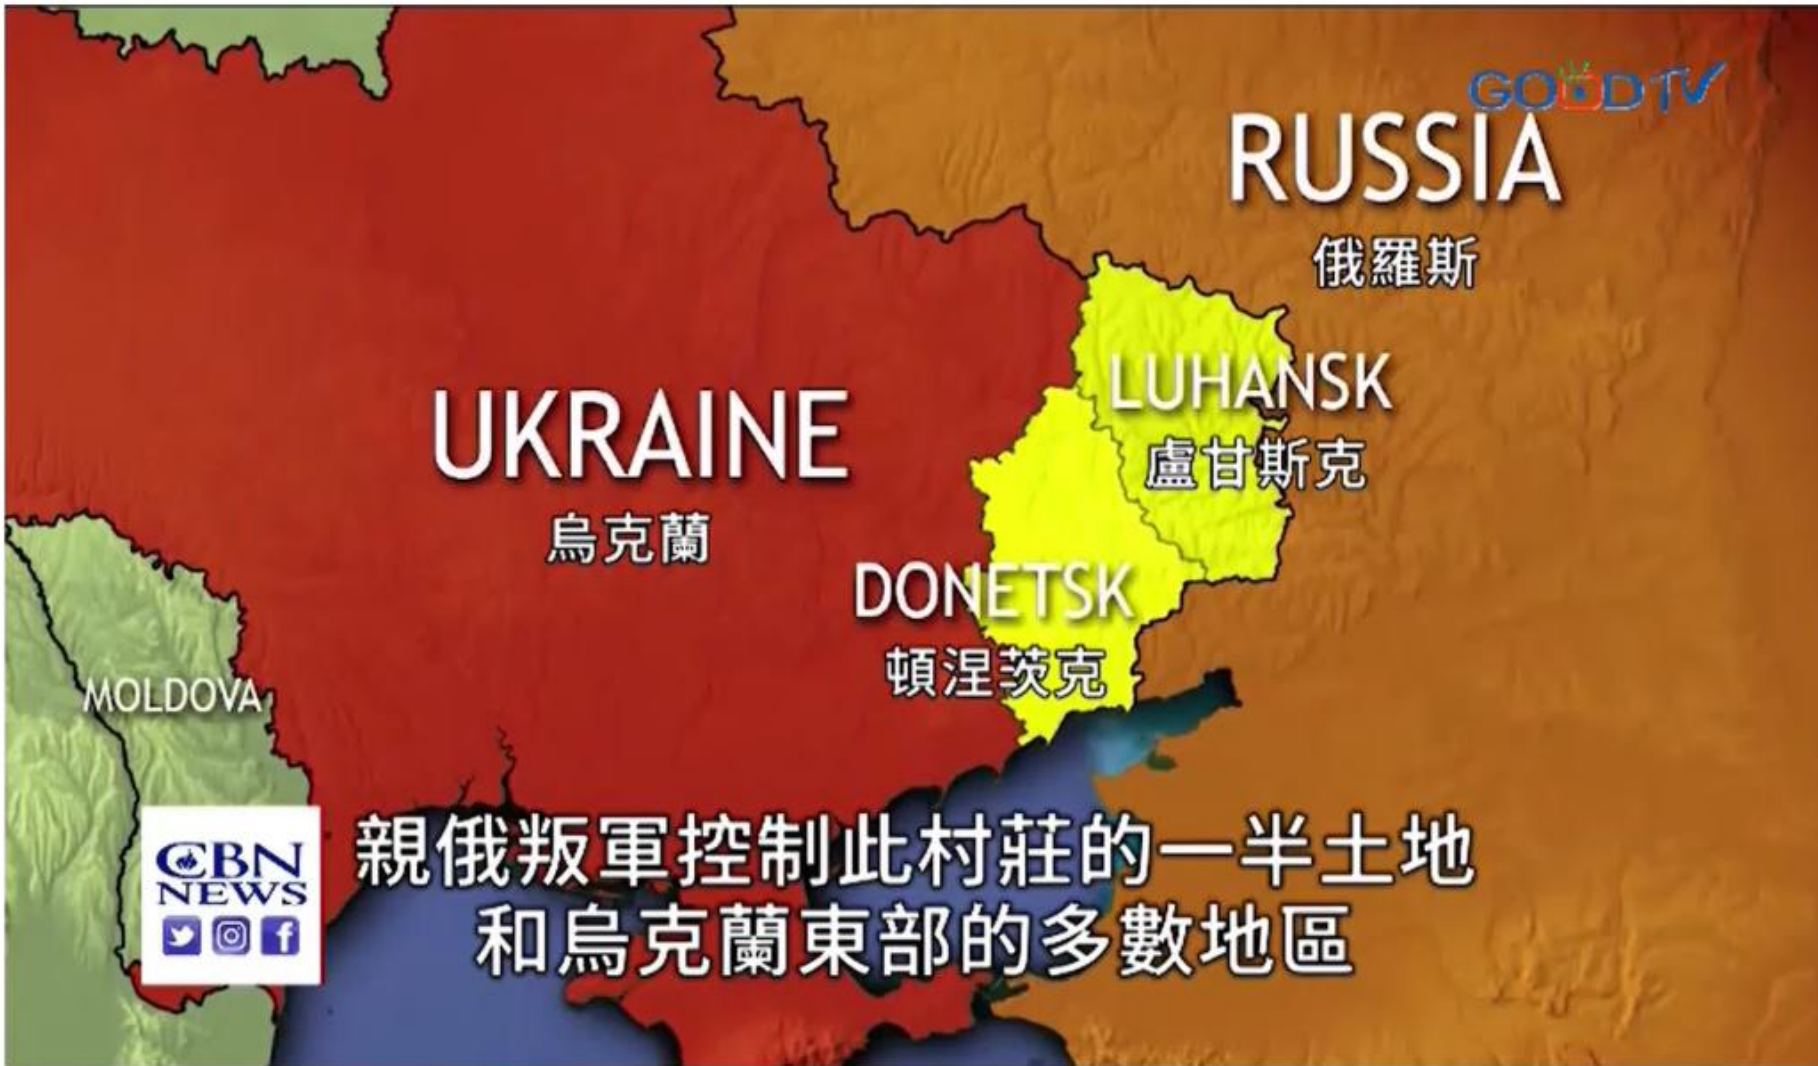 GOODTV
RUSSIA
俄羅斯
LUHANSK
盧甘斯克
UKRAINE
烏克蘭
DONETSK
頓涅茨克
MOLDOVA
CBN
NEWS
親俄叛軍控制此村莊的一半土地
和烏克蘭東部的多數地區